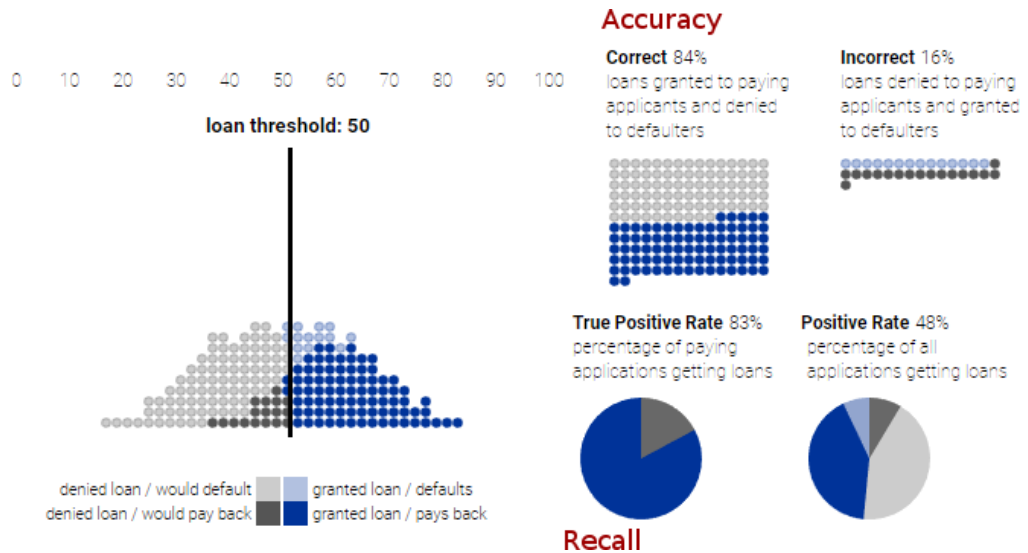 Accuracy
0 10 20 30 40 50 60 70 80 90 100
loan threshold: 50
Correct 84%
loans granted to paying
applicants and denied
to defaulters
Incorrect 16%
loans denied to paying
applicants and granted
to defaulters
True Positive Rate 83%
percentage of paying
applications getting loans
Positive Rate 48%
percentage of all
applications getting loans
denied loan / would default
granted loan / defaults
denied loan / would pay back
granted loan / pays back
Recall